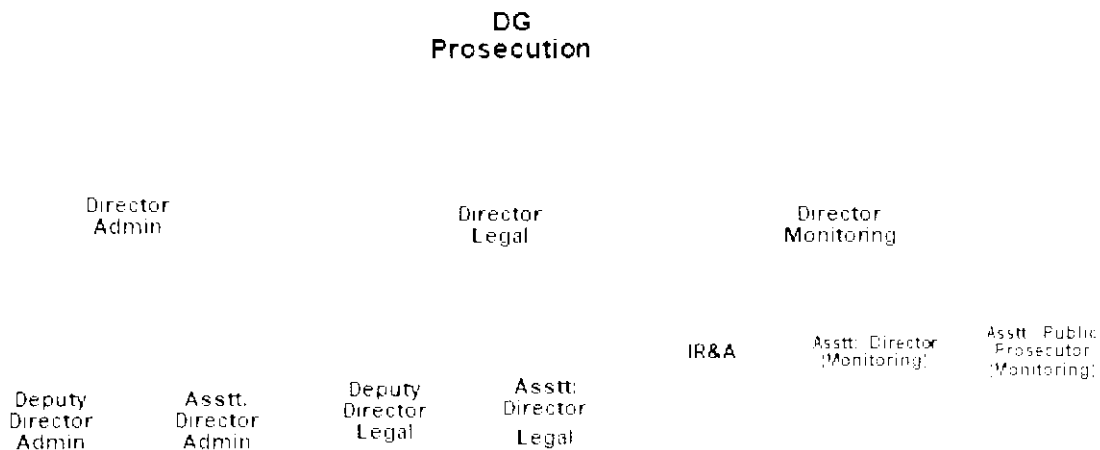 DG
Prosecution
Director
Admin
Director
Legal
Director
Monitoring
IR&A
Asstt: Director
(Monitoring)
Asstt: Public
Prosecutor
(Monitoring)
Deputy
Director
Admin
Asstt.
Director
Admin
Deputy
Director
Legal
Asstt:
Director
Legal